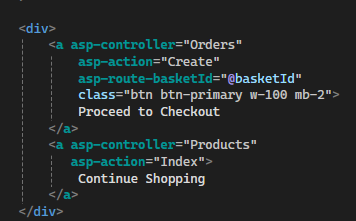 <div>
<a asp-controller="Orders"
asp-action="Create"
asp-route-basketId="@basketId"
class="btn btn-primary w-100 mb-2">
Proceed to Checkout
</a>
<a asp-controller="Products"
asp-action="Index">
Continue Shopping
</a>
</div>